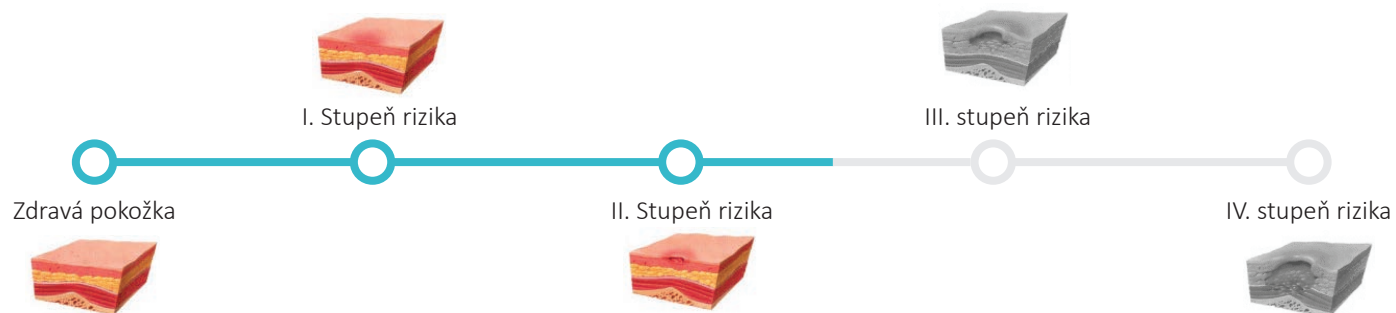 I. Stupeň rizika
III. stupeň rizika
Zdravá pokožka
II. Stupeň rizika
IV. stupeň rizika